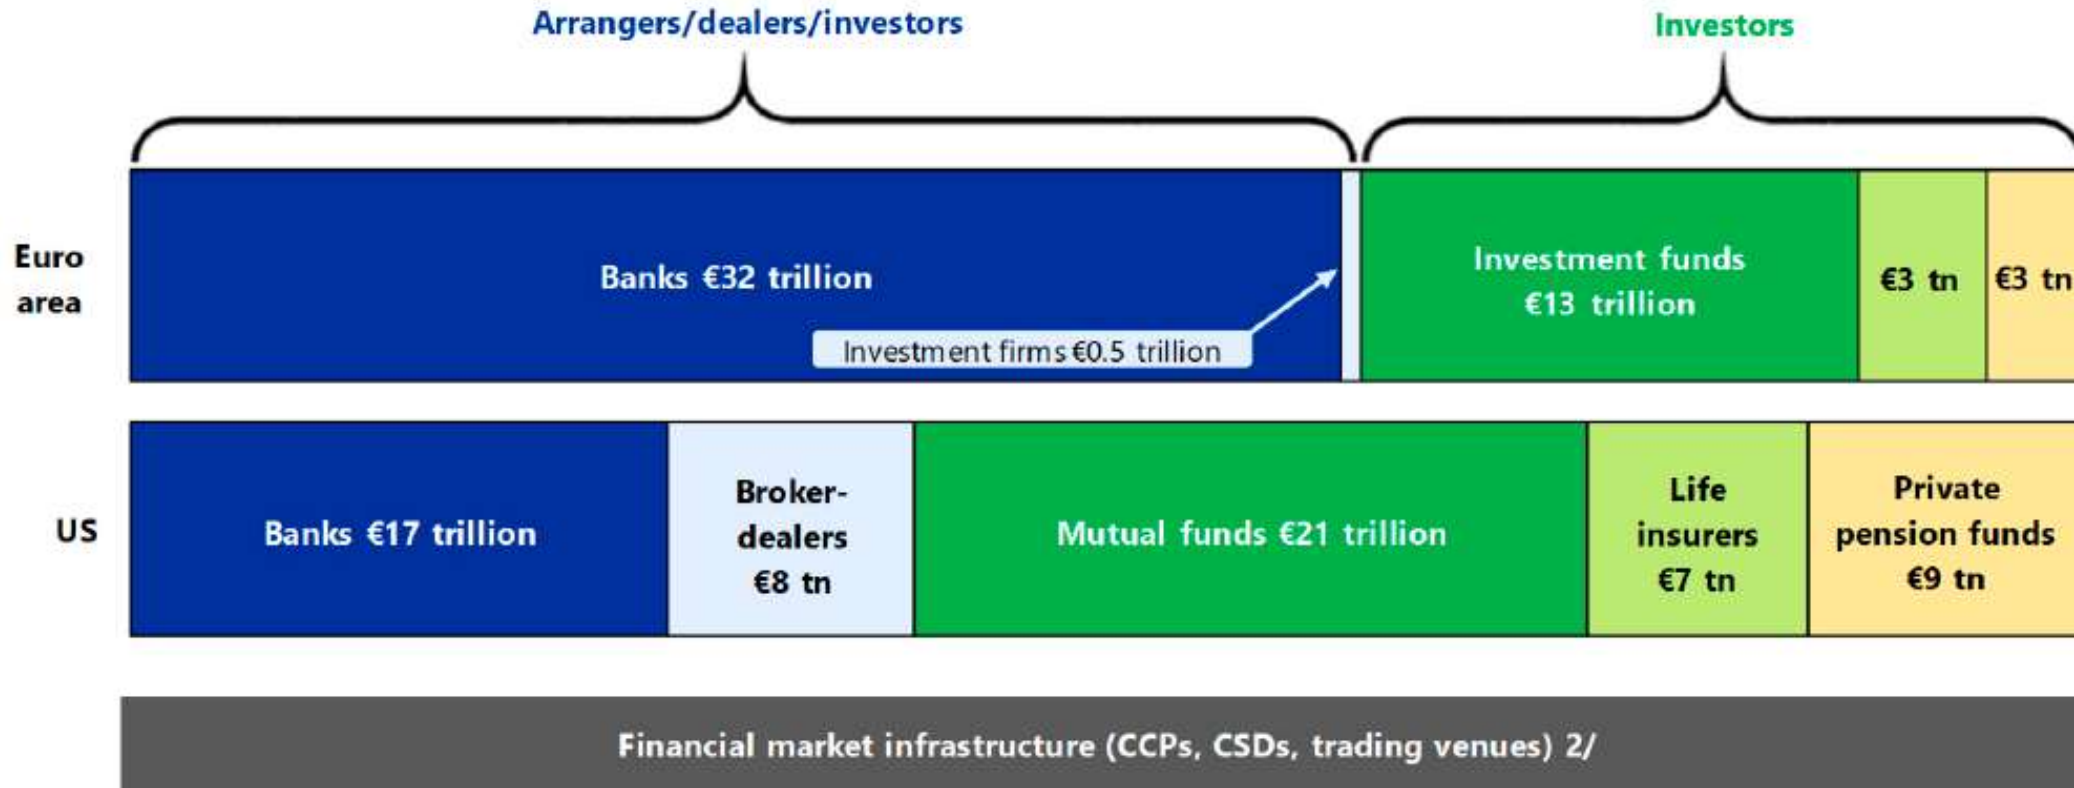 Arrangers/dealers/investors
Investors
Euro
area
Banks €32 trillion
Investment firms €0.5 trillion
Investment funds
€13 trillion
€3 tn
€3 tn
US
Banks €17 trillion
Broker-
dealers
€8 tn
Mutual funds €21 trillion
Life
insurers
€7 tn
Private
pension funds
€9 tn
Financial market infrastructure (CCPs, CSDs, trading venues) 2/